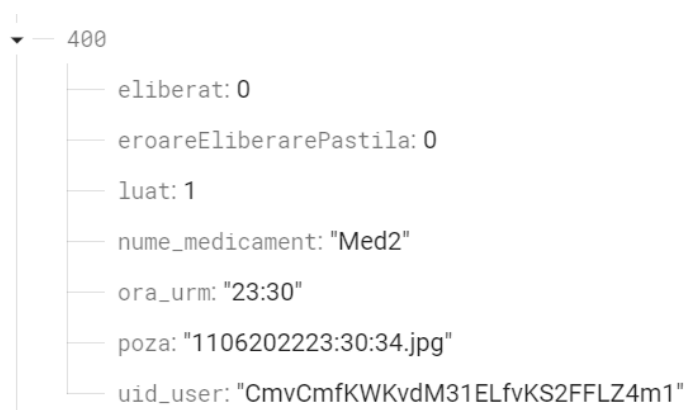 400
eliberat: 0
eroareEliberarePastila: 0
luat: 1
nume_medicament: "Med2"
ora_urm: "23:30"
poza: "1106202223:30:34.jpg"
uid_user: "CmvCmfKWKvdM31ELfvKS2FFLZ4m1"